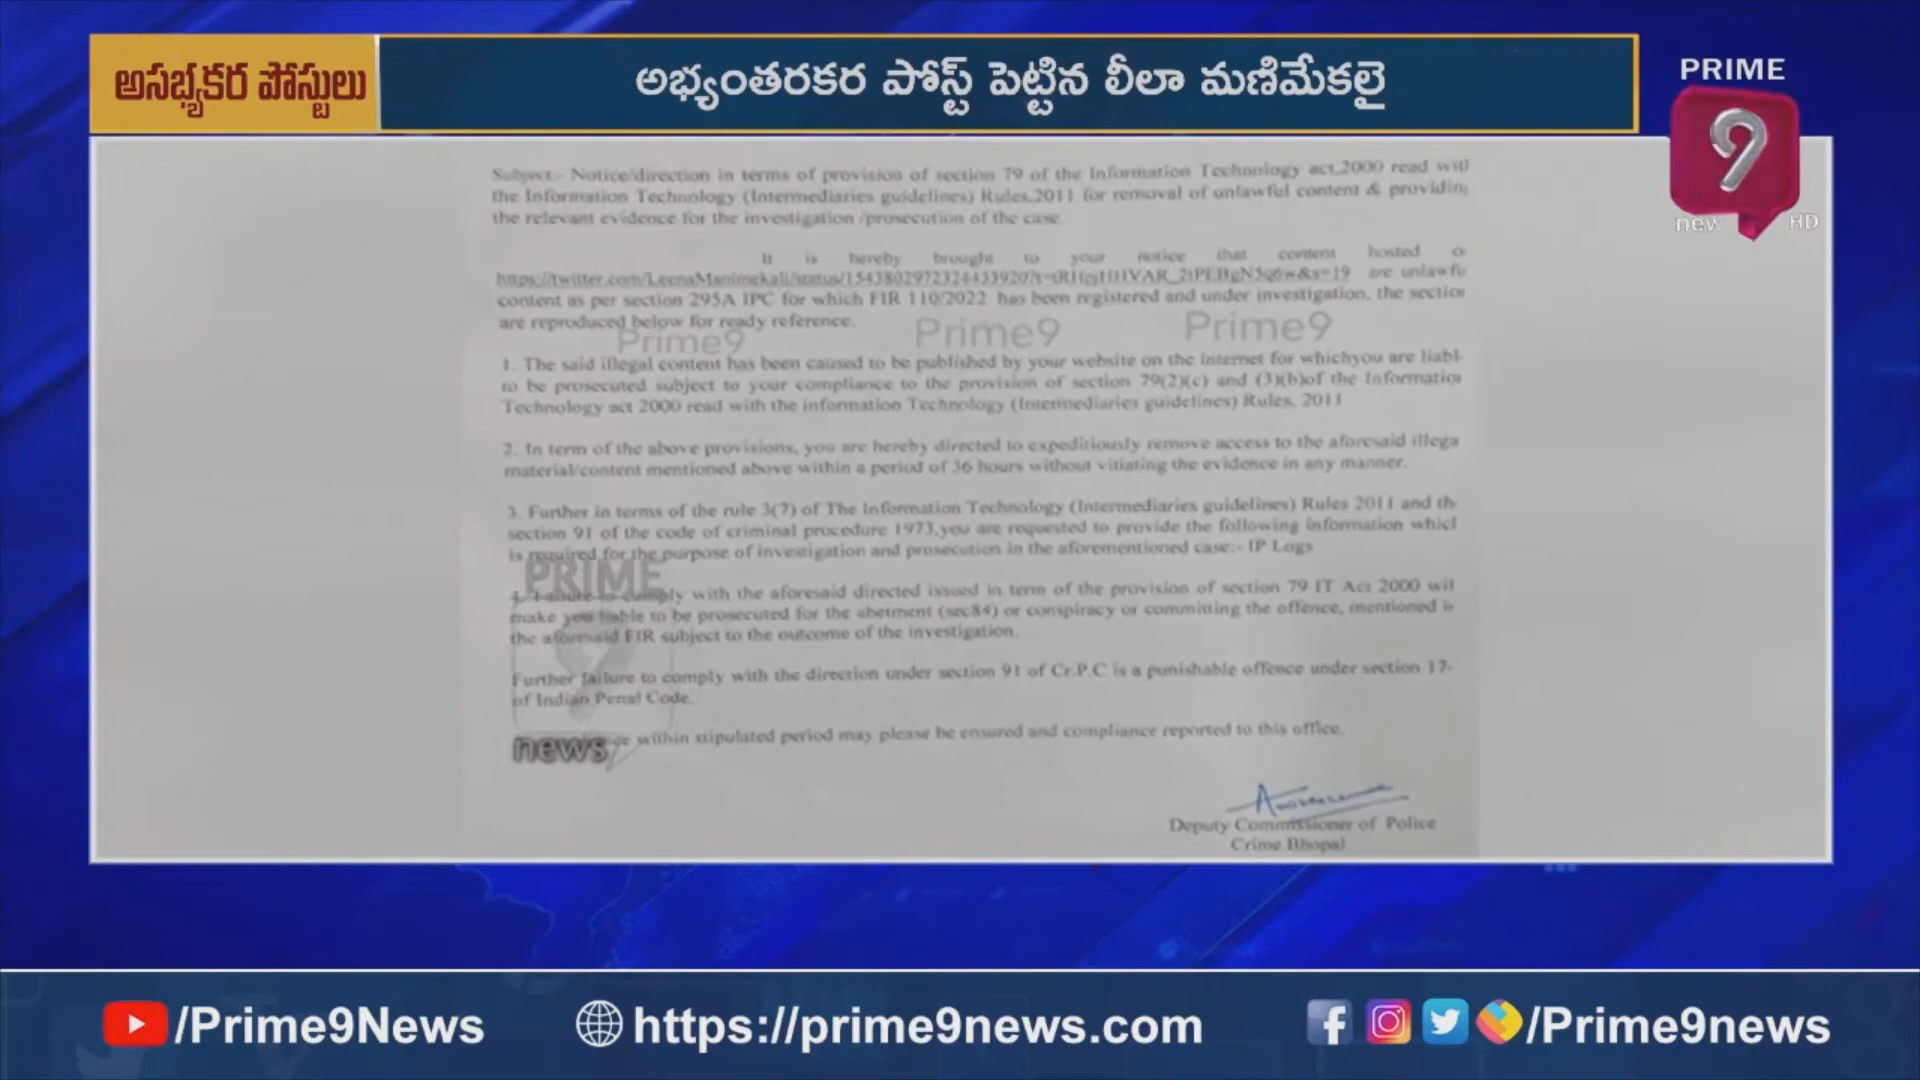 అసభ్యకర పోస్టులు
అభ్యంతరకర పోస్ట్ పెట్టిన లీలా మణిమేకలై
PRIME
9
news
HD
Subject:- Notice/direction in terms of provision of section 79 of the Information Technology act,2000 read with
the Information Technology (Intermediaries guidelines) Rules,2011 for removal of unlawful content & providing
the relevant evidence for the investigation /prosecution of the case.
It is hereby brought to your notice that content hosted
are unlawfu
content as per section 295A IPC for which FIR 110/2022 has been registered and under investigation, the section
are reproduced below for ready reference.
Prime9 Prime9 Prime9
1. The said illegal content has been caused to be published by your website on the internet for whichyou are liabl
to be prosecuted subject to your compliance to the provision of section 79(2)(c) and (3)(b)of the Information
Technology act 2000 read with the information Technology (Intermediaries guidelines) Rules, 2011
2. In term of the above provisions, you are hereby directed to expeditiously remove access to the aforesaid illega
material/content mentioned above within a period of 36 hours without vitiating the evidence in any manner.
3. Further in terms of the rule 3(7) of The Information Technology (Intermediaries guidelines) Rules 2011 and th
section 91 of the code of criminal procedure 1973,you are requested to provide the following information which
is required for the purpose of investigation and prosecution in the aforementioned case:- IP Logs
PRIME
4. Failure to comply with the aforesaid directed issued in term of the provision of section 79 IT Act 2000 wil
make you liable to be prosecuted for the abetment (sec84) or conspiracy or committing the offence, mentioned is
the aforesaid FIR subject to the outcome of the investigation.
9
Further failure to comply with the direction under section 91 of Cr.P.C is a punishable offence under section 17-
of Indian Penal Code.
within stipulated period may please be ensured and compliance reported to this office.
news
Deputy Commissioner of Police
Crime Bhopal
/Prime9News
https://prime9news.com
/Prime9news